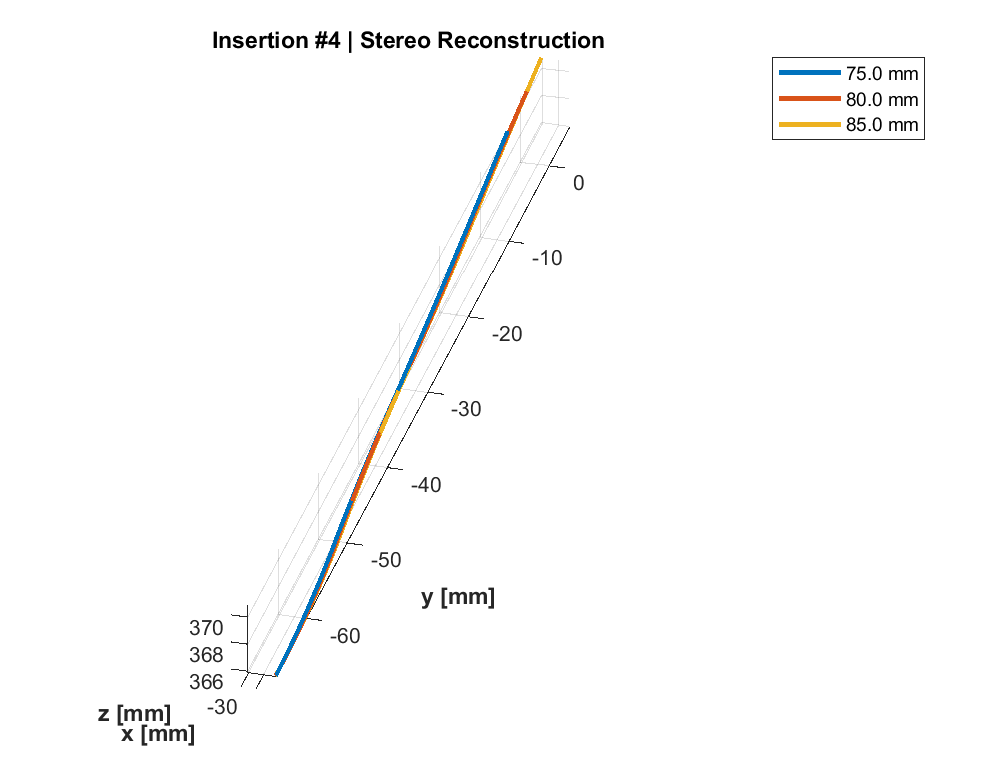 Insertion #4 | Stereo Reconstruction
75.0 mm
80.0 mm
85.0 mm
0
-10
-20
-30
-40
-50
-60
y [mm]
370
368
366
-30
z [mm]
x [mm]